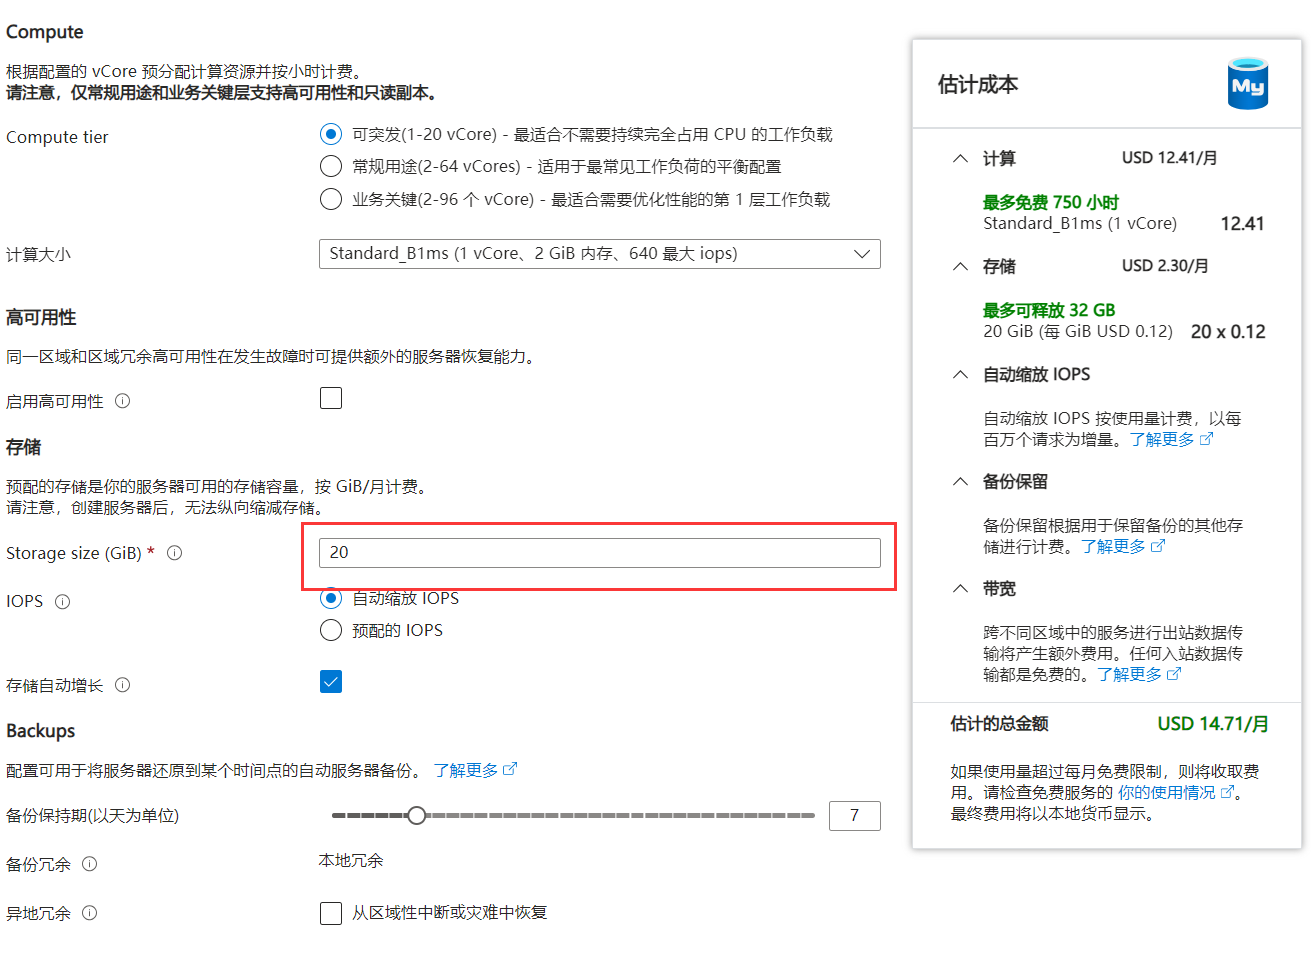 Compute
根据配置的 vCore 预分配计算资源并按小时计费。
请注意，仅常规用途和业务关键层支持高可用性和只读副本。
Compute tier
可突发(1-20 vCore) - 最适合不需要持续完全占用 CPU 的工作负载
常规用途(2-64 vCores) - 适用于最常见工作负荷的平衡配置
业务关键(2-96 个 vCore) - 最适合需要优化性能的第 1 层工作负载
计算大小
Standard_B1ms (1 vCore、2 GiB 内存、640 最大 iops)
高可用性
同一区域和区域冗余高可用性在发生故障时可提供额外的服务器恢复能力。
启用高可用性
存储
预配的存储是你的服务器可用的存储容量，按 GiB/月计费。
请注意，创建服务器后，无法纵向缩减存储。
Storage size (GiB) *
20
IOPS
自动缩放 IOPS
预配的 IOPS
存储自动增长
Backups
配置可用于将服务器还原到某个时间点的自动服务器备份。 了解更多
备份保持期(以天为单位)
7
备份冗余
本地冗余
异地冗余
从区域性中断或灾难中恢复
估计成本
My
计算 USD 12.41/月
最多免费 750 小时
Standard_B1ms (1 vCore) 12.41
存储 USD 2.30/月
最多可释放 32 GB
20 GiB (每 GiB USD 0.12) 20 x 0.12
自动缩放 IOPS
自动缩放 IOPS 按使用量计费，以每
百万个请求为增量。了解更多
备份保留
备份保留根据用于保留备份的其他存
储进行计费。了解更多
带宽
跨不同区域中的服务进行出站数据传
输将产生额外费用。任何入站数据传
输都是免费的。了解更多
估计的总金额 USD 14.71/月
如果使用量超过每月免费限制，则将收取费
用。请检查免费服务的 你的使用情况。
最终费用将以本地货币显示。